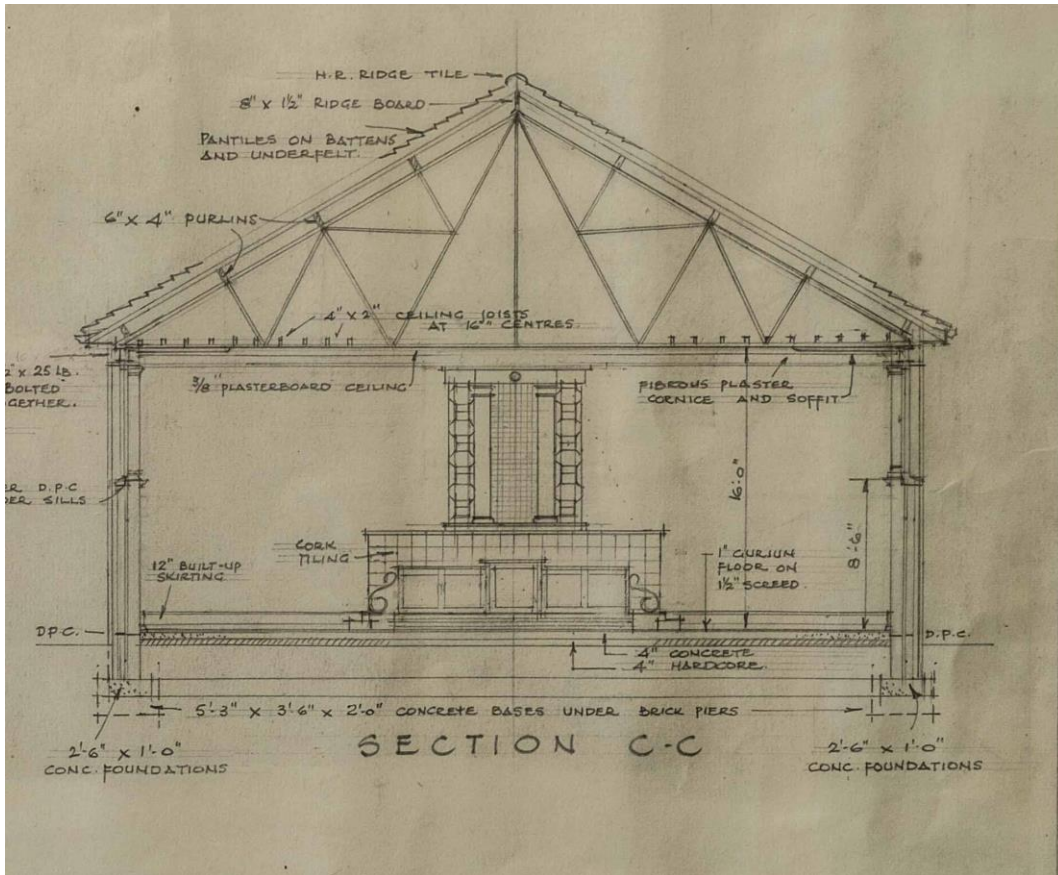 H.R. RIDGE TILE
8" X 1½" RIDGE BOARD
PANTILES ON BATTENS
AND UNDERFELT.
6" X 4" PURLINS
4" X 2" CEILING JOISTS
AT 16" CENTRES.
2" x 25 LB.
BOLTED
GETHER.
3/8" PLASTERBOARD CEILING
FIBROUS PLASTER
CORNICE AND SOFFIT
16'-0"
D.P.C
SILLS
8'-6"
CORK
TILING
12" BUILT-UP
SKIRTING
1" GURJUN
FLOOR ON
1½" SCREED.
D.P.C.
D.P.C.
4" CONCRETE
4" HARDCORE.
5'-3" X 3'-6" X 2'-0" CONCRETE BASES UNDER BRICK PIERS
SECTION C-C
2'-6" X 1'-0"
CONC. FOUNDATIONS
2'-6" X 1'-0"
CONC. FOUNDATIONS